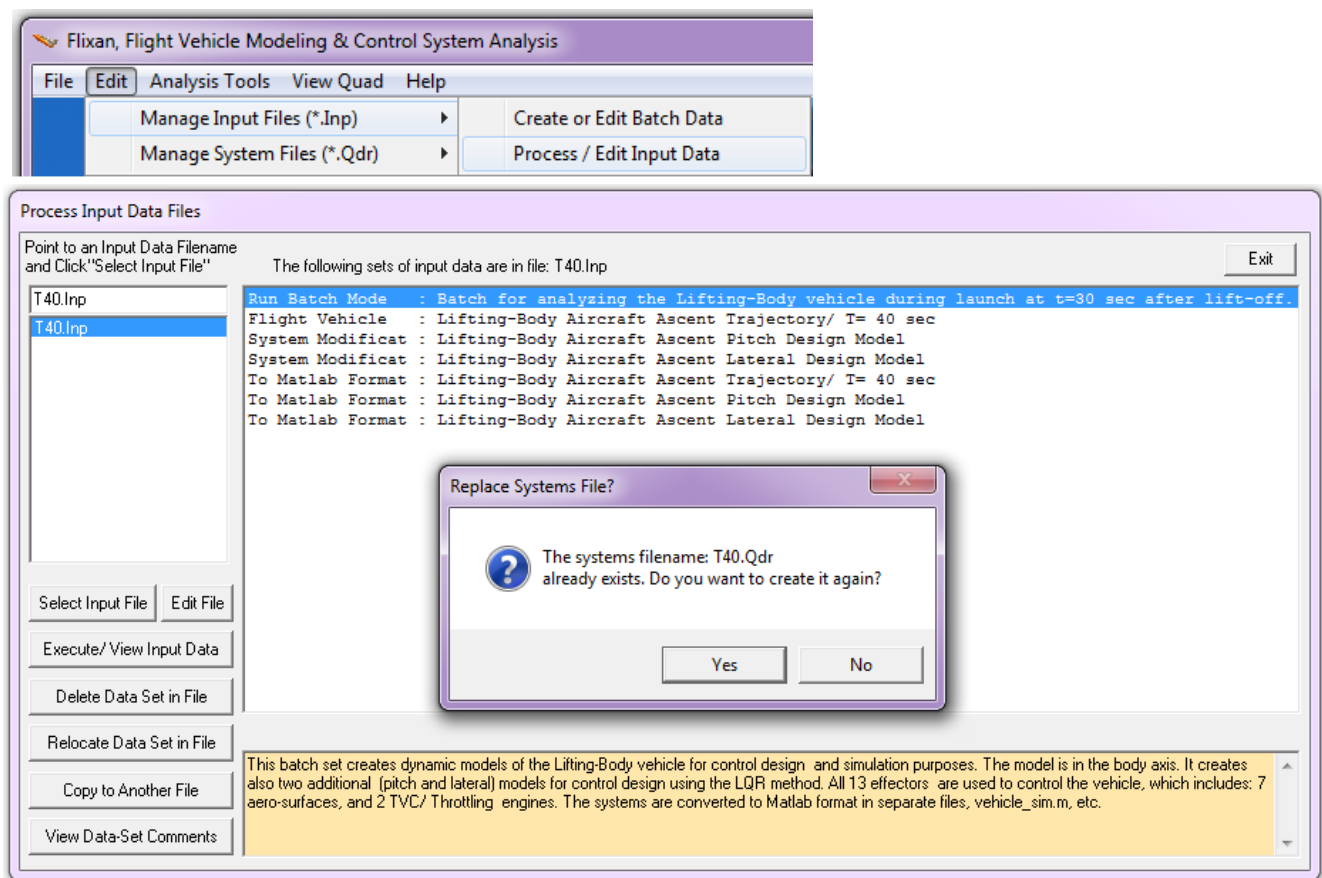 Flixan, Flight Vehicle Modeling & Control System Analysis
File Edit Analysis Tools View Quad Help
Manage Input Files (*.Inp)
Create or Edit Batch Data
Manage System Files (*.Qdr)
Process / Edit Input Data
Process Input Data Files
Point to an Input Data Filename
and Click "Select Input File"
The following sets of input data are in file: T40.Inp
Exit
T40.Inp
T40.Inp
Run Batch Mode : Batch for analyzing the Lifting-Body vehicle during launch at t=30 sec after lift-off.
Flight Vehicle : Lifting-Body Aircraft Ascent Trajectory/ T= 40 sec
System Modificat : Lifting-Body Aircraft Ascent Pitch Design Model
System Modificat : Lifting-Body Aircraft Ascent Lateral Design Model
To Matlab Format : Lifting-Body Aircraft Ascent Trajectory/ T= 40 sec
To Matlab Format : Lifting-Body Aircraft Ascent Pitch Design Model
To Matlab Format : Lifting-Body Aircraft Ascent Lateral Design Model
Replace Systems File?
The systems filename: T40.Qdr
already exists. Do you want to create it again?
Yes
No
Select Input File
Edit File
Execute/ View Input Data
Delete Data Set in File
Relocate Data Set in File
Copy to Another File
View Data-Set Comments
This batch set creates dynamic models of the Lifting-Body vehicle for control design and simulation purposes. The model is in the body axis. It creates
also two additional (pitch and lateral) models for control design using the LQR method. All 13 effectors are used to control the vehicle, which includes: 7
aero-surfaces, and 2 TVC/ Throttling engines. The systems are converted to Matlab format in separate files, vehicle_sim.m, etc.